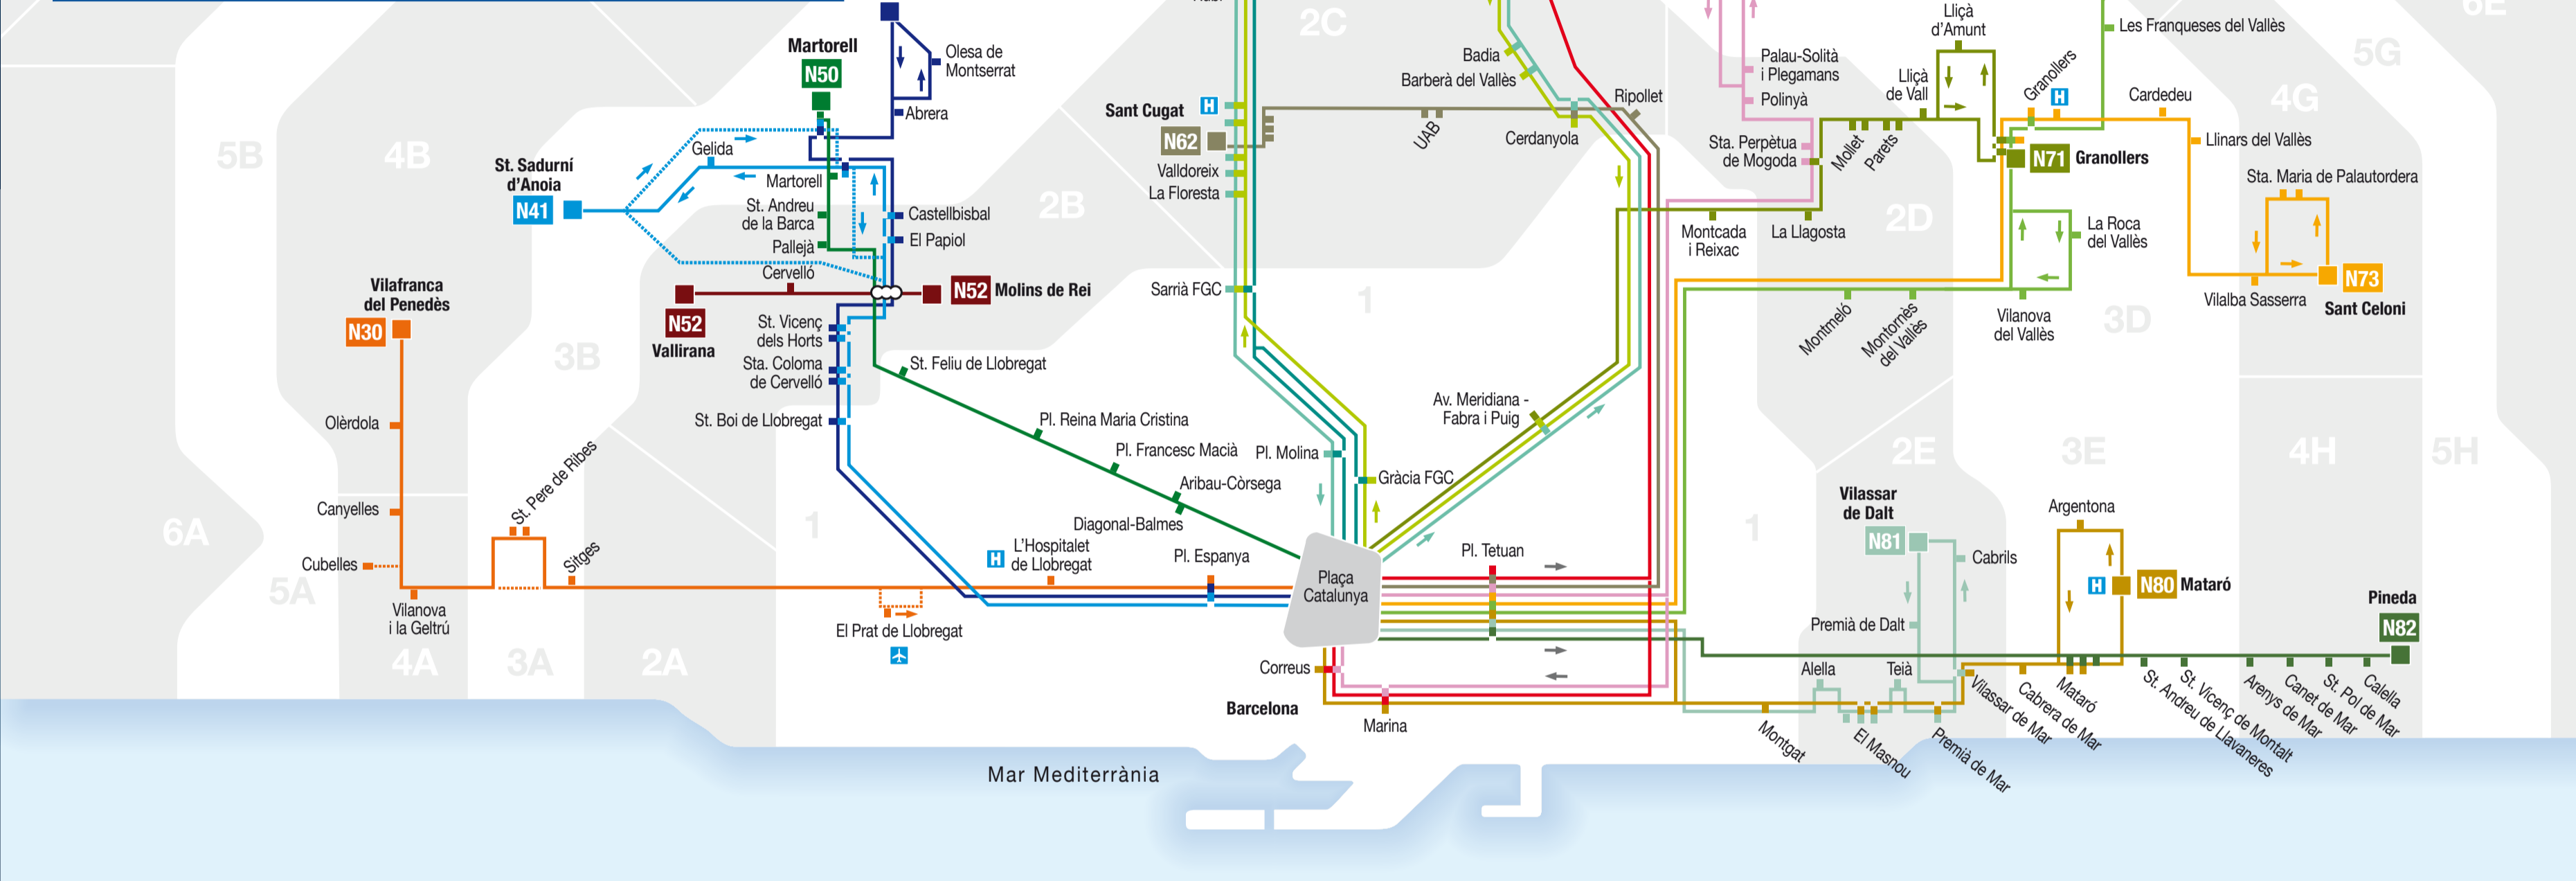 2C
6E
5G
4G
5B
4B
2B
2D
3D
1
3B
2E
3E
4H
5H
6A
1
1
5A
4A
3A
2A
Martorell
N50
Olesa de
Montserrat
Abrera
Gelida
St. Sadurní
d'Anoia
N41
Martorell
St. Andreu
de la Barca
Pallejà
Castellbisbal
El Papiol
Cervelló
N52
Vallirana
N52 Molins de Rei
Vilafranca
del Penedès
N30
St. Vicenç
dels Horts
Sta. Coloma
de Cervelló
St. Boi de Llobregat
St. Feliu de Llobregat
Pl. Reina Maria Cristina
Pl. Francesc Macià
Aribau-Còrsega
Diagonal-Balmes
Olèrdola
Canyelles
Cubelles
Vilanova
i la Geltrú
St. Pere de Ribes
Sitges
El Prat de Llobregat
H
L'Hospitalet
de Llobregat
Pl. Espanya
Sant Cugat
H
N62
Valldoreix
La Floresta
Sarrià FGC
Pl. Molina
Gràcia FGC
UAB
Badia
Barberà del Vallès
Cerdanyola
Ripollet
Av. Meridiana -
Fabra i Puig
Plaça
Catalunya
Pl. Tetuan
Correus
Barcelona
Marina
Palau-Solità
i Plegamans
Polinyà
Sta. Perpètua
de Mogoda
Montcada
i Reixac
La Llagosta
Mollet
Parets
Lliçà
de Vall
Lliçà
d'Amunt
Granollers
H
Les Franqueses del Vallès
Cardedeu
Llinars del Vallès
N71 Granollers
La Roca
del Vallès
Sta. Maria de Palautordera
Vilalba Sasserra
N73
Sant Celoni
Montmeló
Montornès
del Vallès
Vilanova
del Vallès
Vilassar
de Dalt
N81
Cabrils
Premià de Dalt
Argentona
H
N80 Mataró
Pineda
N82
Alella
Teià
Montgat
El Masnou
Premià de Mar
Vilassar de Mar
Cabrera de Mar
Mataró
St. Andreu de Llavaneres
St. Vicenç de Montalt
Arenys de Mar
Canet de Mar
St. Pol de Mar
Calella
Mar Mediterrània